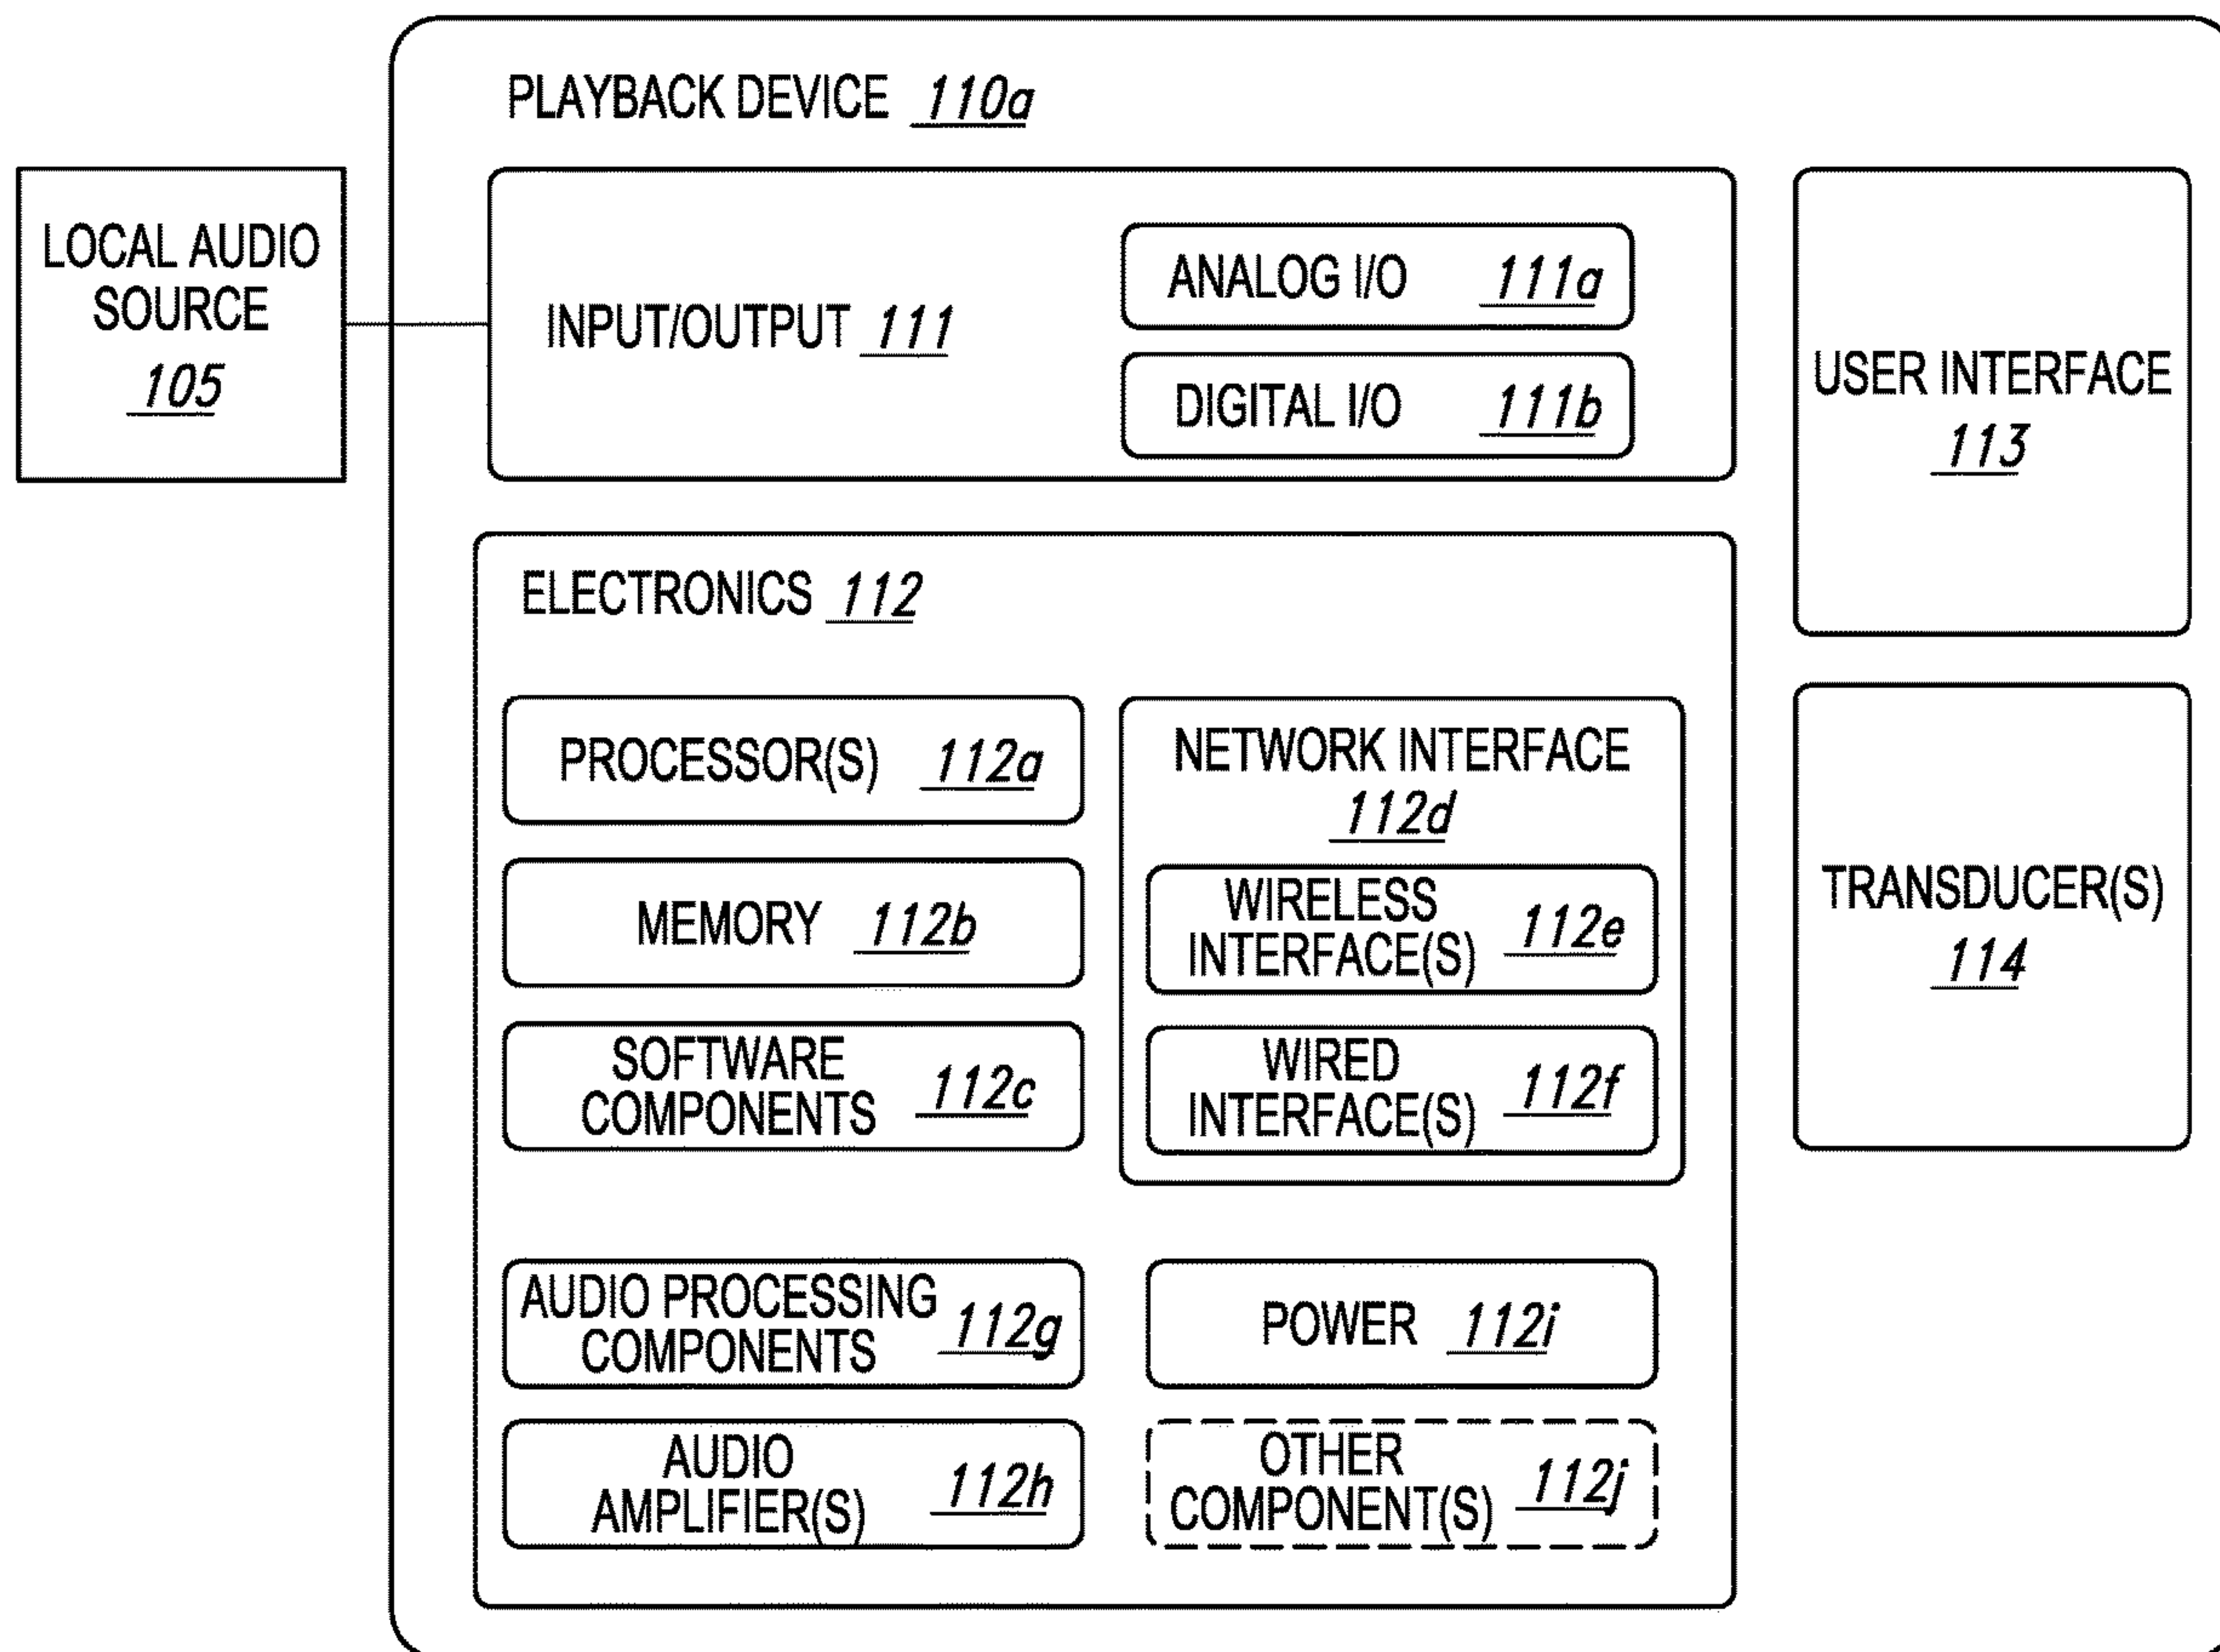 PLAYBACK DEVICE 110a
LOCAL AUDIO
SOURCE
105
INPUT/OUTPUT 111
ANALOG I/O 111a
DIGITAL I/O 111b
USER INTERFACE
113
ELECTRONICS 112
PROCESSOR(S) 112a
MEMORY 112b
SOFTWARE
COMPONENTS 112c
NETWORK INTERFACE
112d
WIRELESS
INTERFACE(S) 112e
WIRED
INTERFACE(S) 112f
TRANSDUCER(S)
114
AUDIO PROCESSING
COMPONENTS 112g
POWER 112i
AUDIO
AMPLIFIER(S) 112h
OTHER
COMPONENT(S) 112j